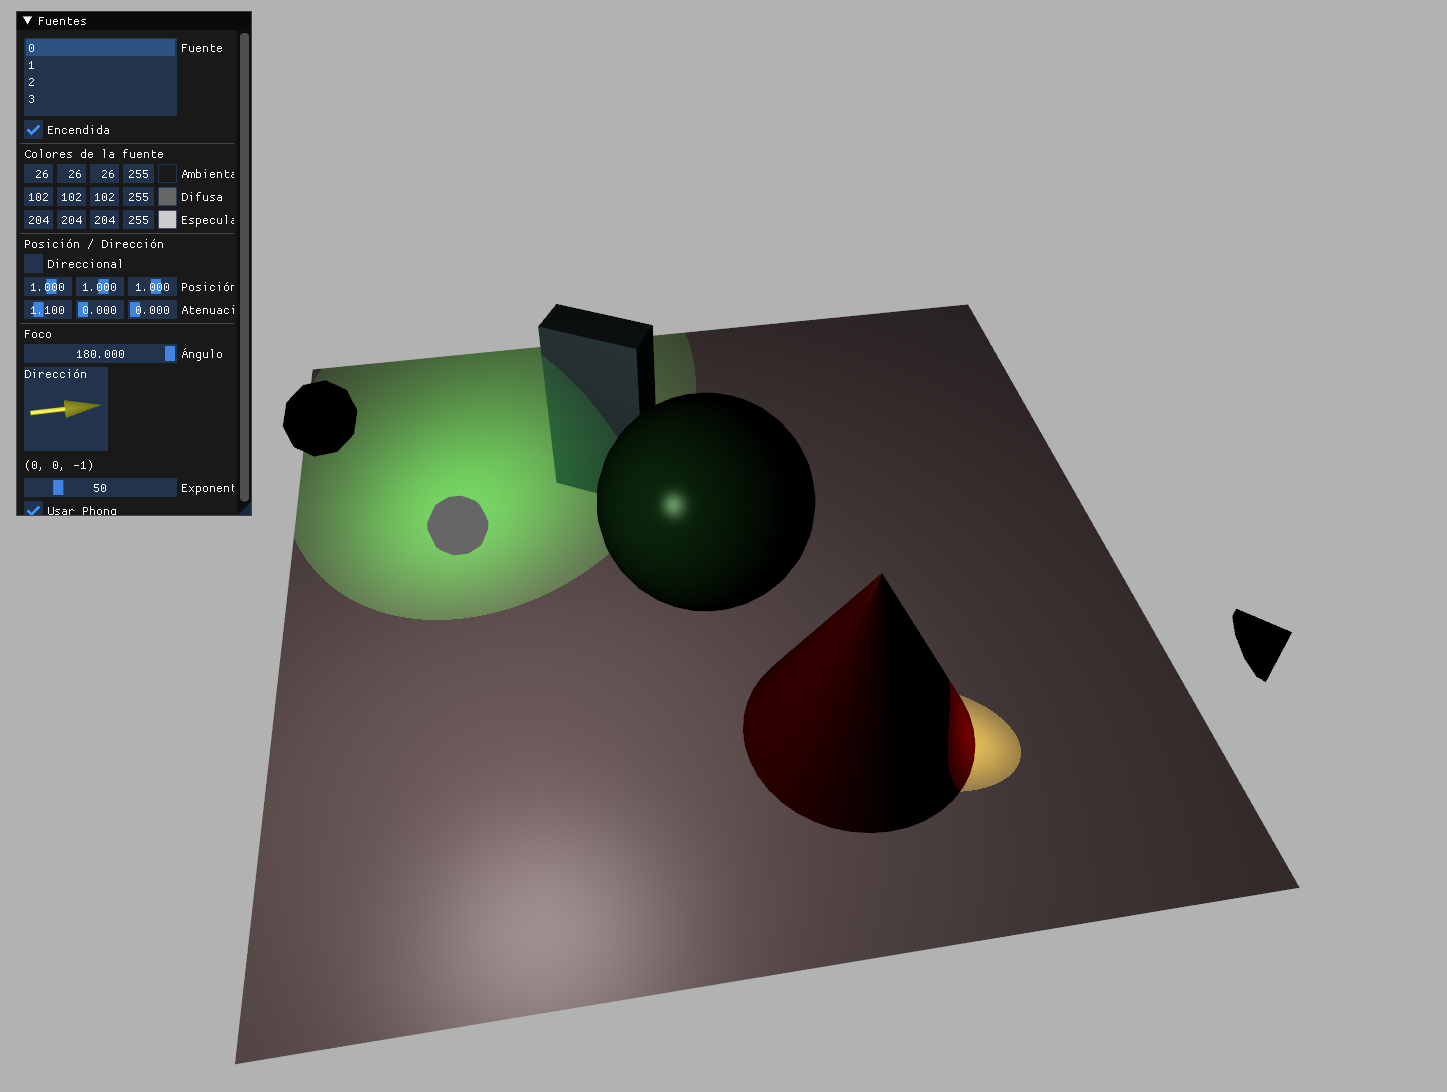 Fuentes
0 Fuente
1
2
3
Encendida
Colores de la fuente
26 26 26 255 Ambienta
102 102 102 255 Difusa
204 204 204 255 Especula
Posición / Dirección
Direccional
1.000 1.000 1.000 Posición
1.100 0.000 0.000 Atenuaci
Foco
180.000 Ángulo
Dirección
(0, 0, -1)
50 Exponent
Usar Phong